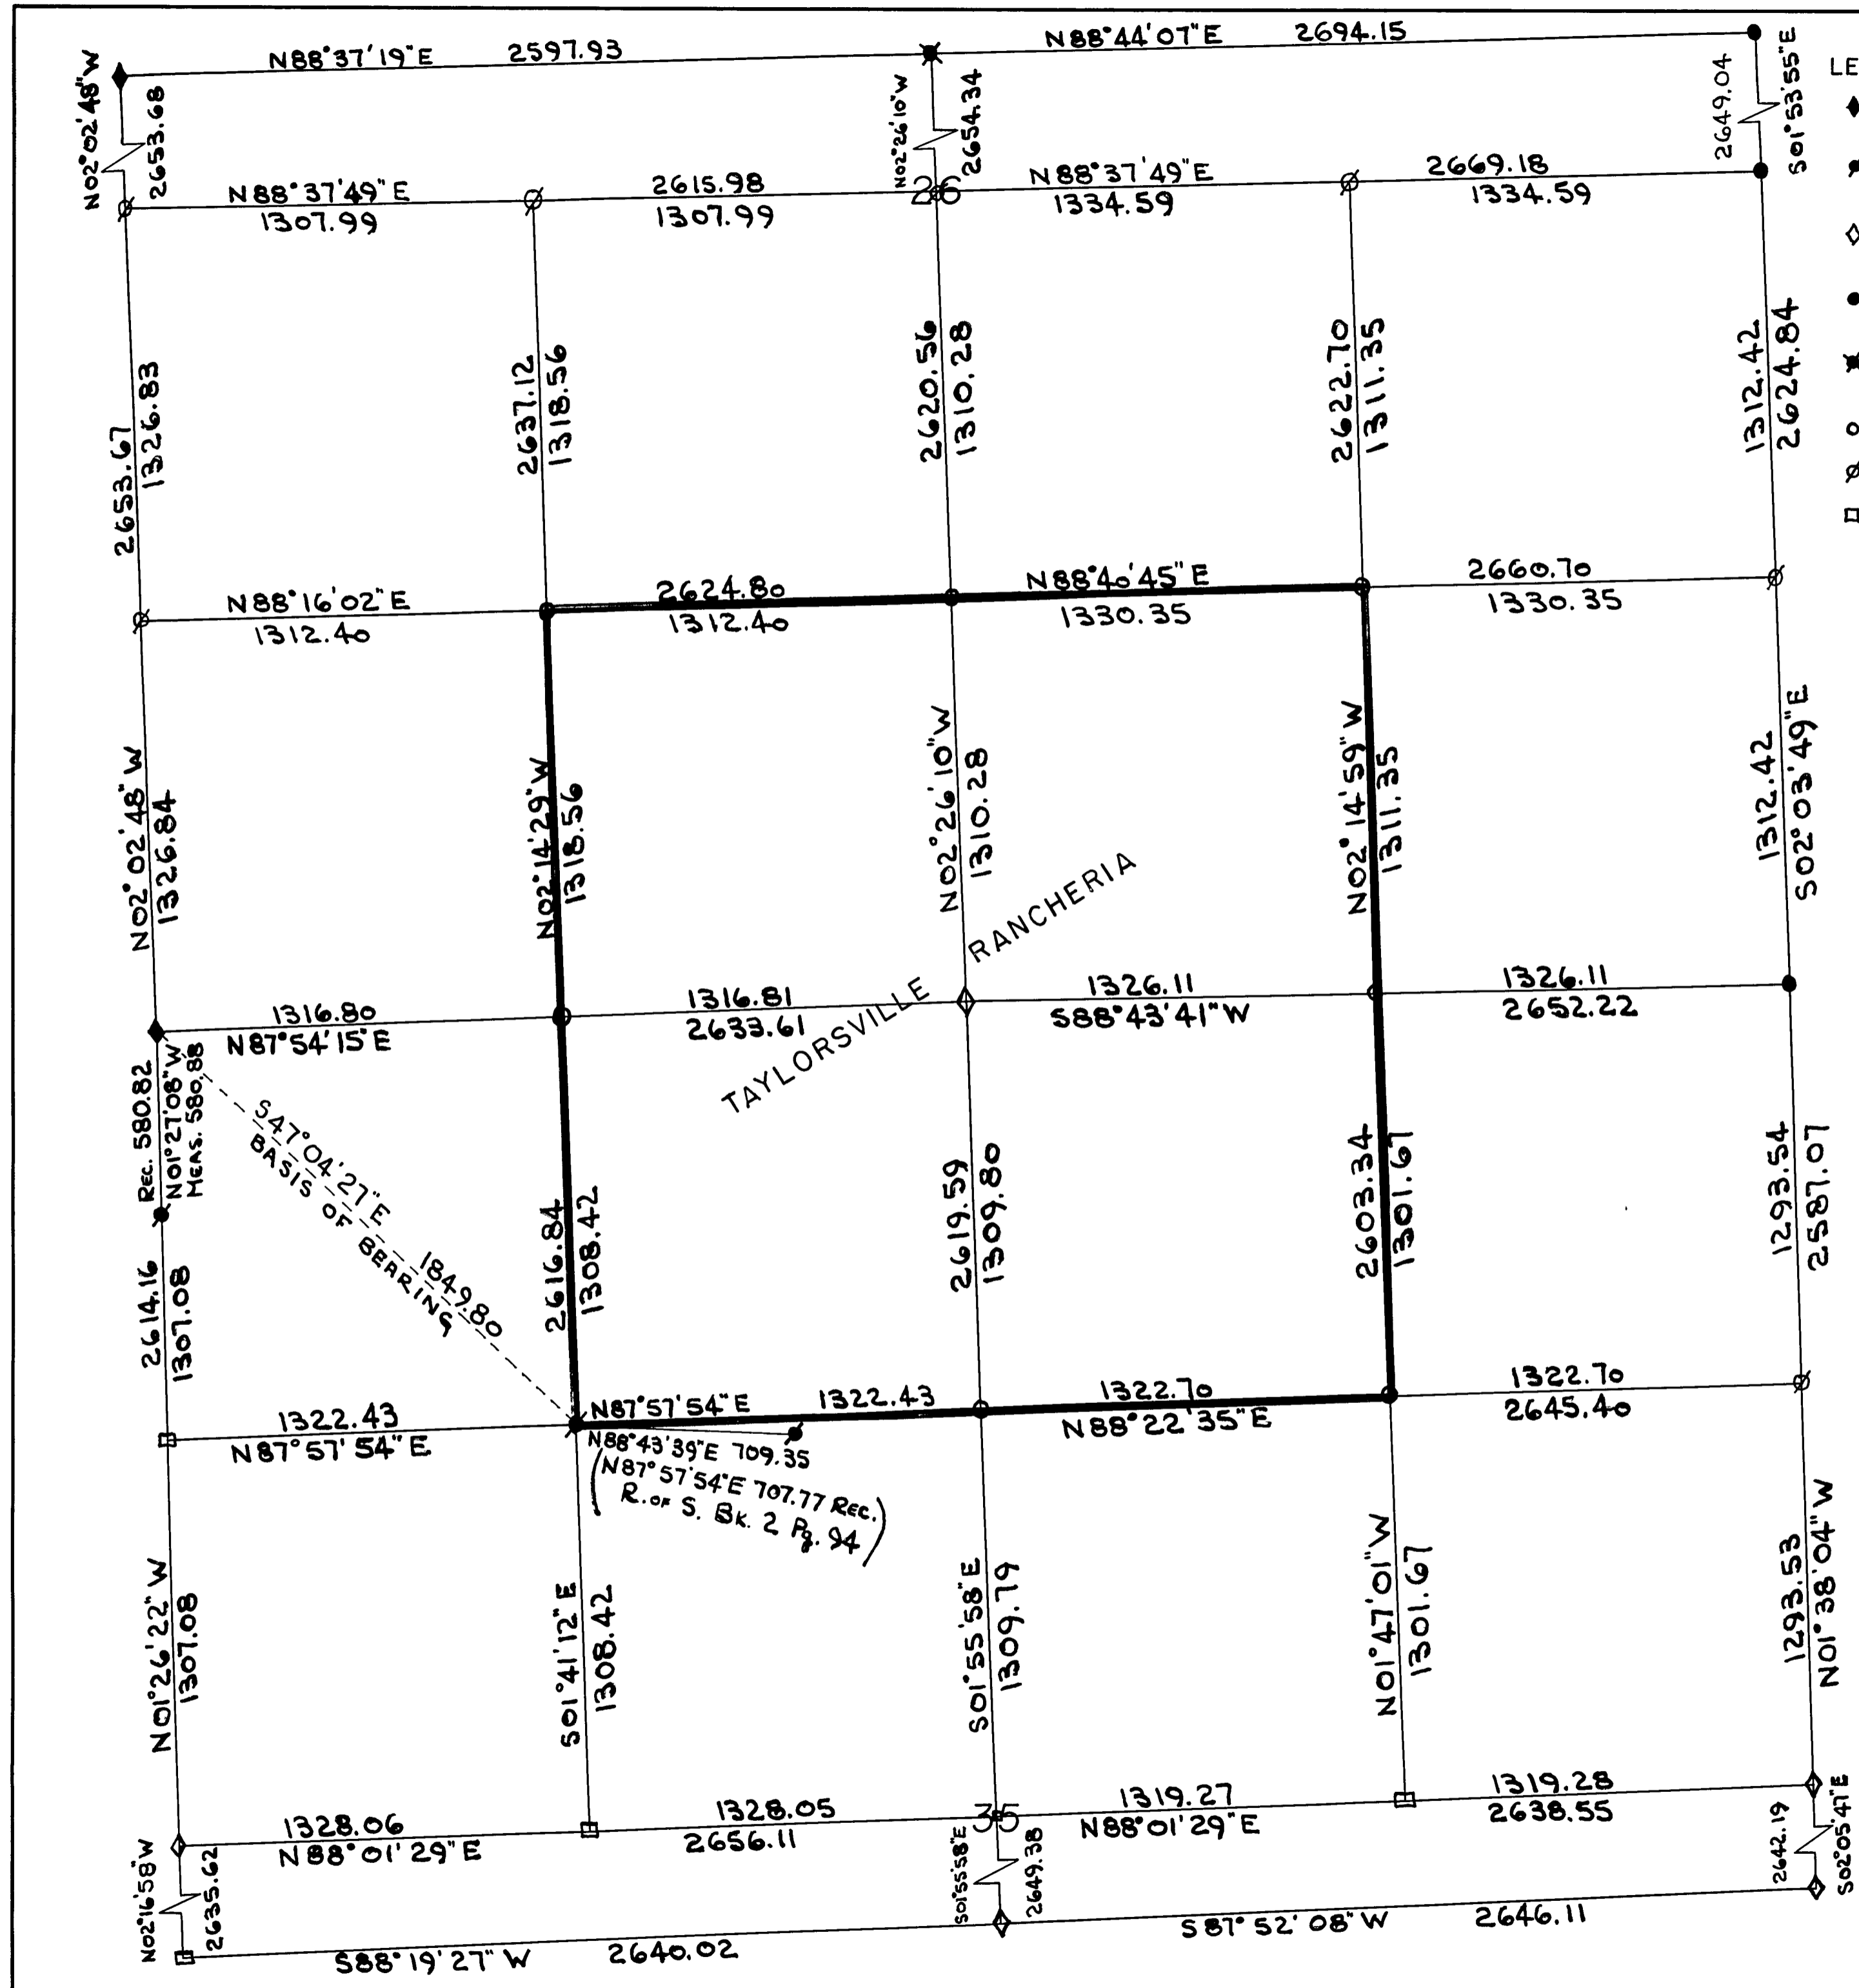 N88°37'19"E 2597.93
N88°44'07"E 2694.15
N02°02'48"W
2653.68
N02°26'10"W
2654.34
2649.04
S01°53'55"E
LE
N88°37'49"E 2615.98
1307.99 1307.99
26
N88°37'49"E 2669.18
1334.59 1334.59
2653.67
1326.83
2637.12
1318.56
2620.56
1310.28
2622.70
1311.35
1312.42
2624.84
N88°16'02"E 2624.80
1312.40 1312.40
N88°40'45"E 2660.70
1330.35 1330.35
N02°02'48"W
1326.84
N02°14'29"W
1318.56
N02°26'10"W
1310.28
N02°14'59"W
1311.35
1312.42
S02°03'49"E
TAYLORSVILLE RANCHERIA
1316.80 1316.81
N87°54'15"E 2633.61
1326.11 1326.11
S88°43'41"W 2652.22
REC. 580.82
N01°27'08"W
MEAS. 580.88
S47°04'27"E 1849.80
BASIS OF BEARING
2614.16
1307.08
2616.84
1308.42
2619.59
1309.80
2603.34
1301.67
1293.54
2587.07
1322.43
N87°57'54"E
N87°57'54"E 1322.43
1322.70 1322.70
N88°22'35"E 2645.40
N88°43'39"E 709.35
(N87°57'54"E 707.77 REC.
R. OF S. BK. 2 Pg. 94)
N01°26'22"W
1307.08
S01°41'12"E
1308.42
S01°55'58"E
1309.79
N01°47'01"W
1301.67
1293.53
N01°38'04"W
1328.06 1328.05
N88°01'29"E 2656.11
35
1319.27 1319.28
N88°01'29"E 2638.55
N02°16'58"W
2635.62
S01°55'58"E
2649.38
2642.19
S02°05'47"E
S88°19'27"W 2640.02
S87°52'08"W 2646.11